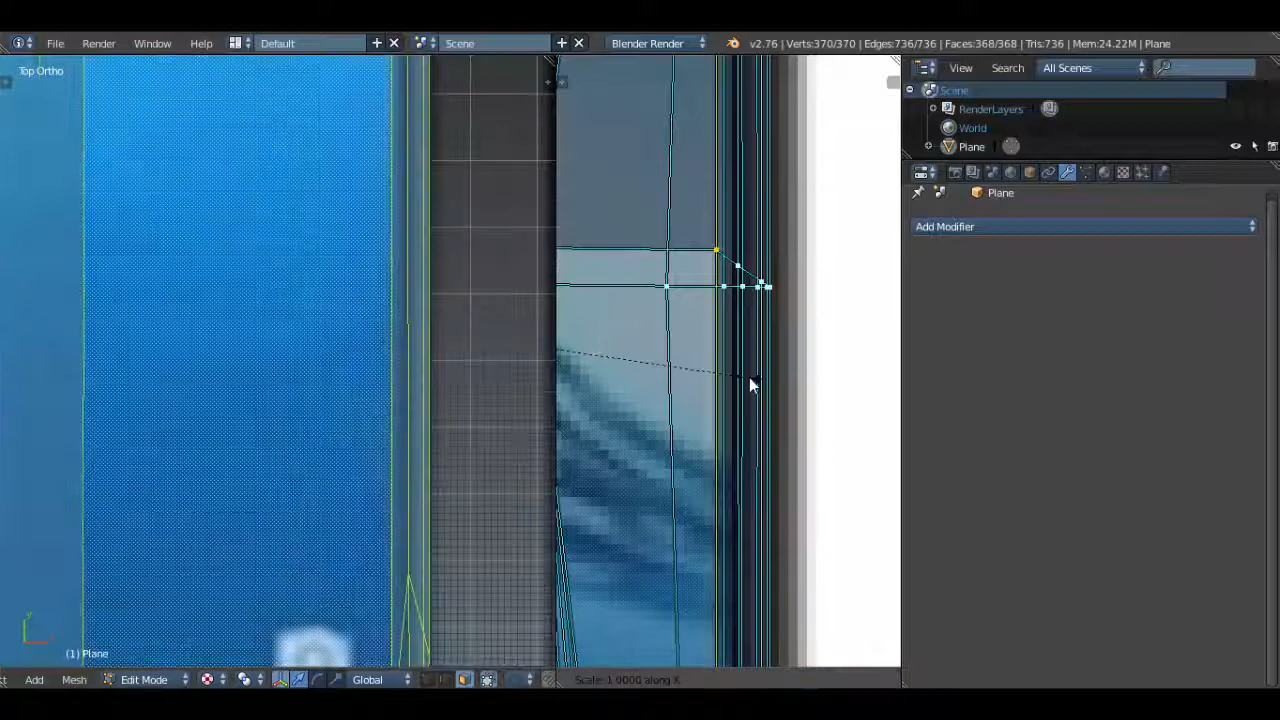 File Render Window Help Default Scene Blender Render v2.76 | Verts:370/370 | Edges:736/736 | Faces:368/368 | Tris:736 | Mem:24.22M | Plane
Top Ortho
View Search All Scenes
Scene
RenderLayers
World
Plane
Plane
Add Modifier
(1) Plane
Add Mesh Edit Mode Global Scale: 1.0000 along X